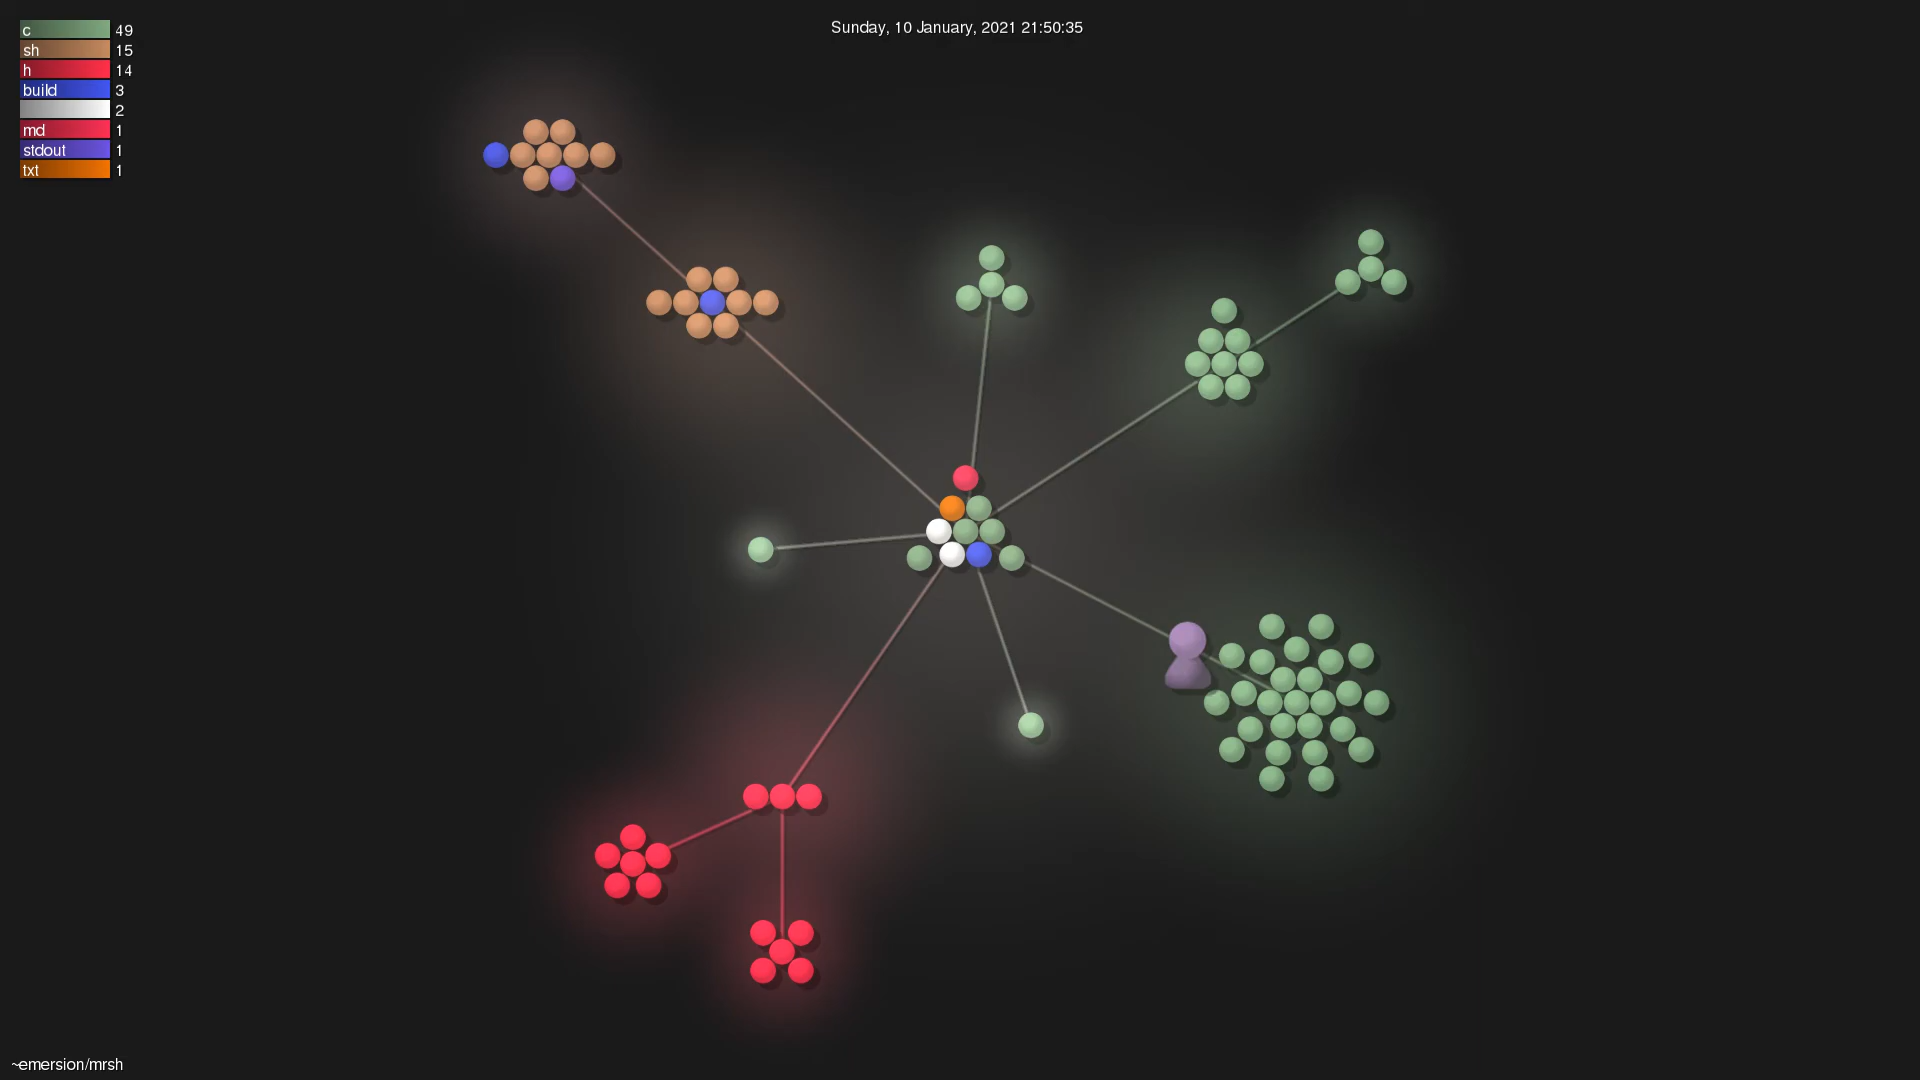 Sunday, 10 January, 2021 21:50:35
c 49
sh 15
h 14
build 3
2
md 1
stdout 1
txt 1
~emersion/mrsh